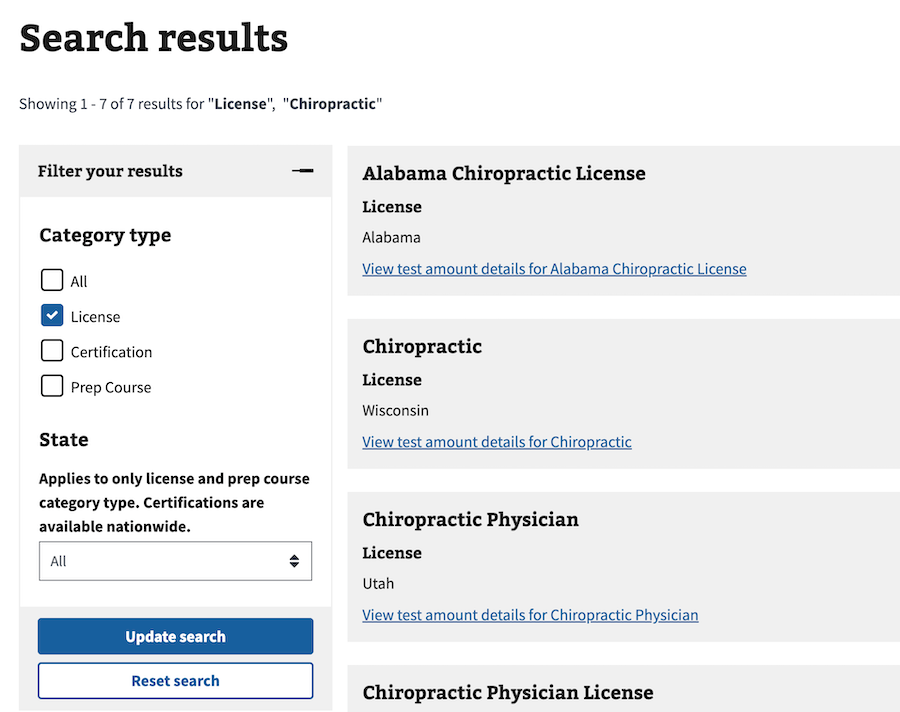 Search results
Showing 1 - 7 of 7 results for "License", "Chiropractic"
Filter your results
Category type
All
License
Certification
Prep Course
State
Applies to only license and prep course
category type. Certifications are
available nationwide.
All
Update search
Reset search
Alabama Chiropractic License
License
Alabama
View test amount details for Alabama Chiropractic License
Chiropractic
License
Wisconsin
View test amount details for Chiropractic
Chiropractic Physician
License
Utah
View test amount details for Chiropractic Physician
Chiropractic Physician License